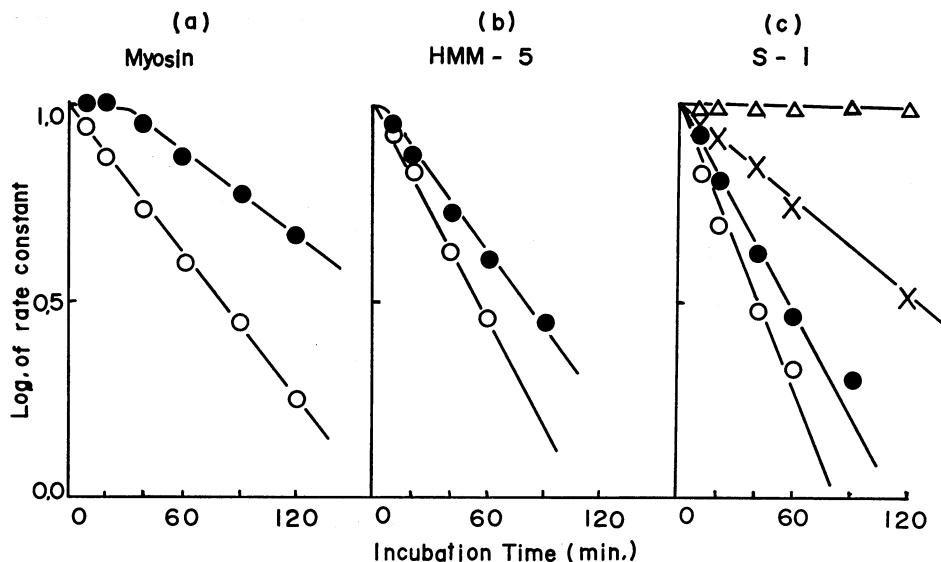 (a) (b) (c)
Myosin HMM - 5 S - 1
Log. of rate constant
1.0
0.5
0.0
0 60 120 0 60 120 0 60 120
Incubation Time (min.)